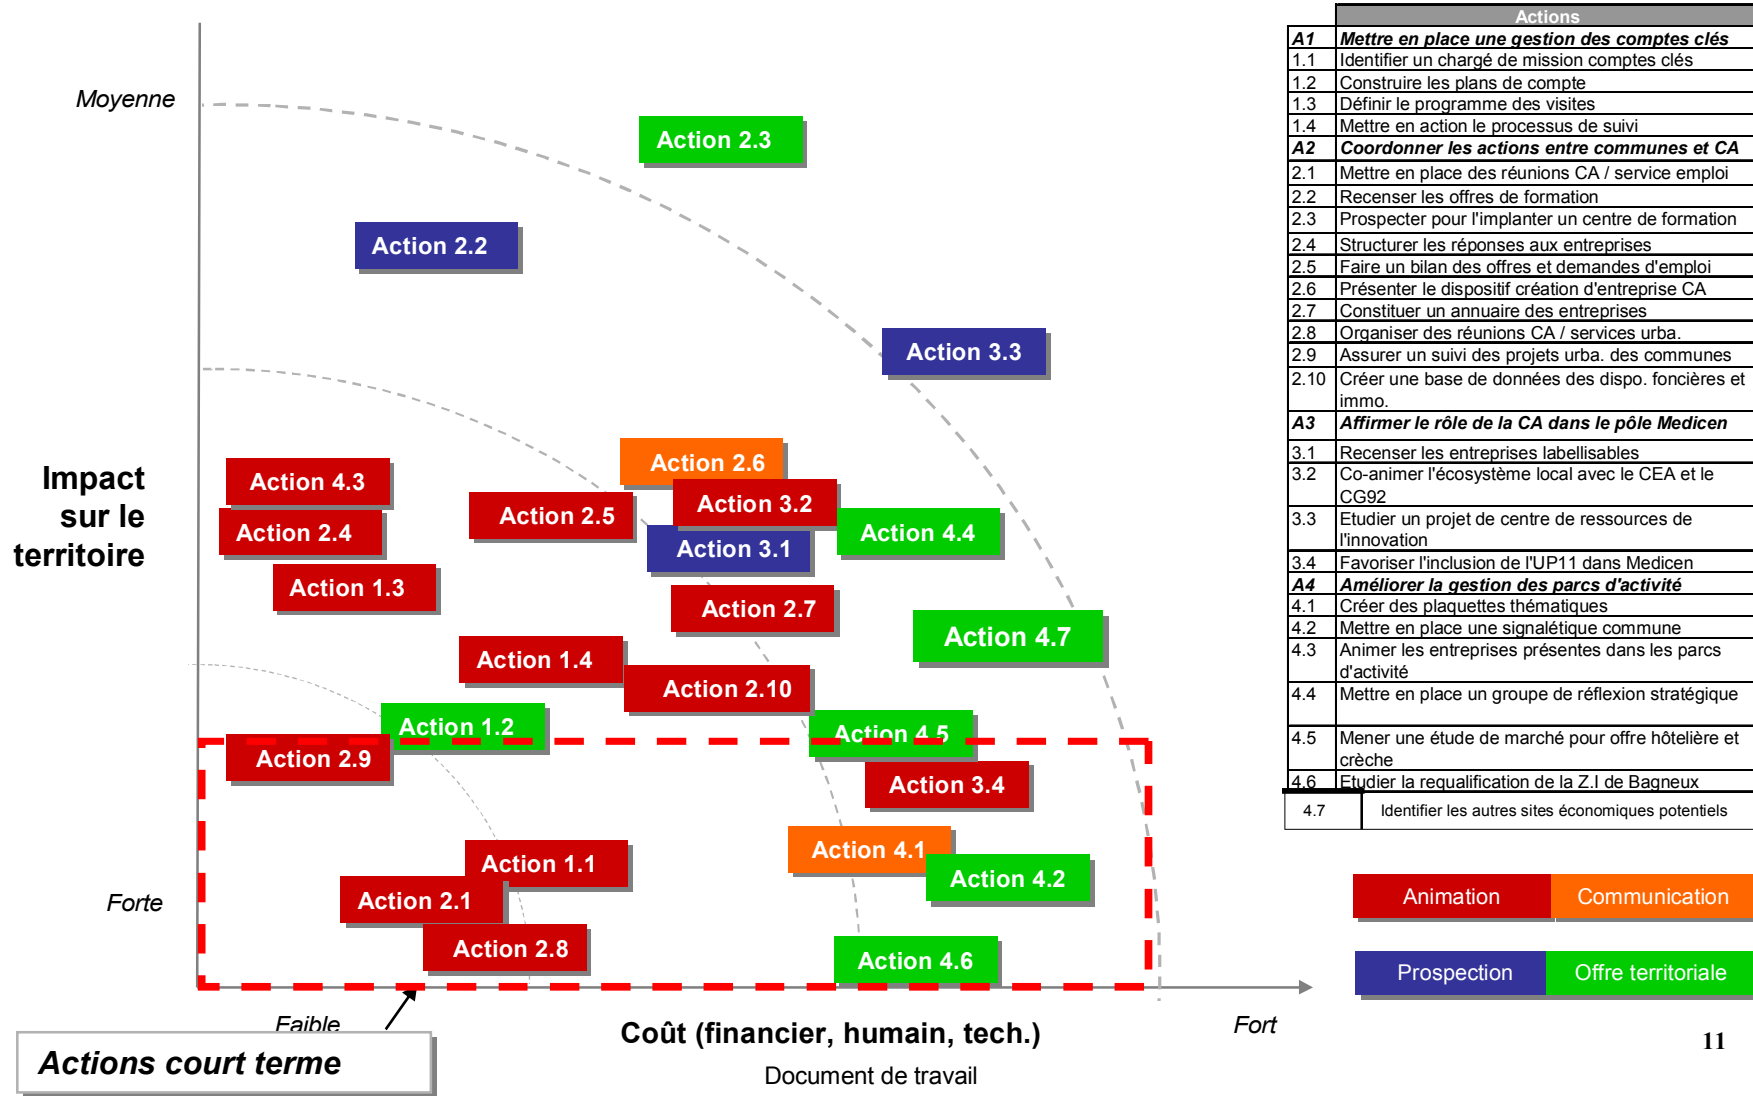 Moyenne
Action 2.3
Action 2.2
Action 3.3
Impact
sur le
territoire
Action 2.6
Action 4.3
Action 3.2
Action 2.5
Action 2.4
Action 4.4
Action 3.1
Action 1.3
Action 2.7
Action 4.7
Action 1.4
Action 2.10
Action 1.2
Action 4.5
Action 2.9
Action 3.4
Action 4.1
Action 1.1
Action 4.2
Forte
Action 2.1
Action 2.8
Action 4.6
Faible
Coût (financier, humain, tech.)
Fort
Actions court terme
Document de travail
Actions
A1 Mettre en place une gestion des comptes clés
1.1 Identifier un chargé de mission comptes clés
1.2 Construire les plans de compte
1.3 Définir le programme des visites
1.4 Mettre en action le processus de suivi
A2 Coordonner les actions entre communes et CA
2.1 Mettre en place des réunions CA / service emploi
2.2 Recenser les offres de formation
2.3 Prospecter pour l'implanter un centre de formation
2.4 Structurer les réponses aux entreprises
2.5 Faire un bilan des offres et demandes d'emploi
2.6 Présenter le dispositif création d'entreprise CA
2.7 Constituer un annuaire des entreprises
2.8 Organiser des réunions CA / services urba.
2.9 Assurer un suivi des projets urba. des communes
2.10 Créer une base de données des dispo. foncières et
immo.
A3 Affirmer le rôle de la CA dans le pôle Medicen
3.1 Recenser les entreprises labellisables
3.2 Co-animer l'écosystème local avec le CEA et le
CG92
3.3 Etudier un projet de centre de ressources de
l'innovation
3.4 Favoriser l'inclusion de l'UP11 dans Medicen
A4 Améliorer la gestion des parcs d'activité
4.1 Créer des plaquettes thématiques
4.2 Mettre en place une signalétique commune
4.3 Animer les entreprises présentes dans les parcs
d'activité
4.4 Mettre en place un groupe de réflexion stratégique
4.5 Mener une étude de marché pour offre hôtelière et
crèche
4.6 Etudier la requalification de la Z.I de Bagneux
4.7 Identifier les autres sites économiques potentiels
Animation Communication
Prospection Offre territoriale
11